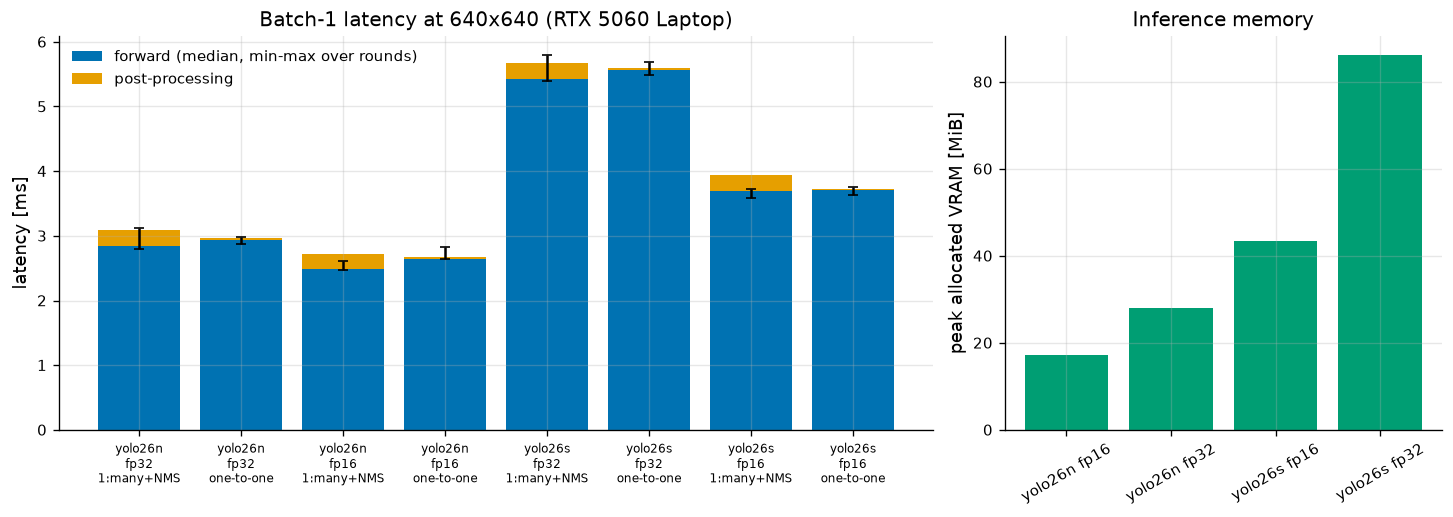 Batch-1 latency at 640x640 (RTX 5060 Laptop)
forward (median, min-max over rounds)
post-processing
latency [ms]
6
5
4
3
2
1
0
yolo26n
fp32
1:many+NMS
yolo26n
fp32
one-to-one
yolo26n
fp16
1:many+NMS
yolo26n
fp16
one-to-one
yolo26s
fp32
1:many+NMS
yolo26s
fp32
one-to-one
yolo26s
fp16
1:many+NMS
yolo26s
fp16
one-to-one
Inference memory
peak allocated VRAM [MiB]
80
60
40
20
0
yolo26n fp16
yolo26n fp32
yolo26s fp16
yolo26s fp32